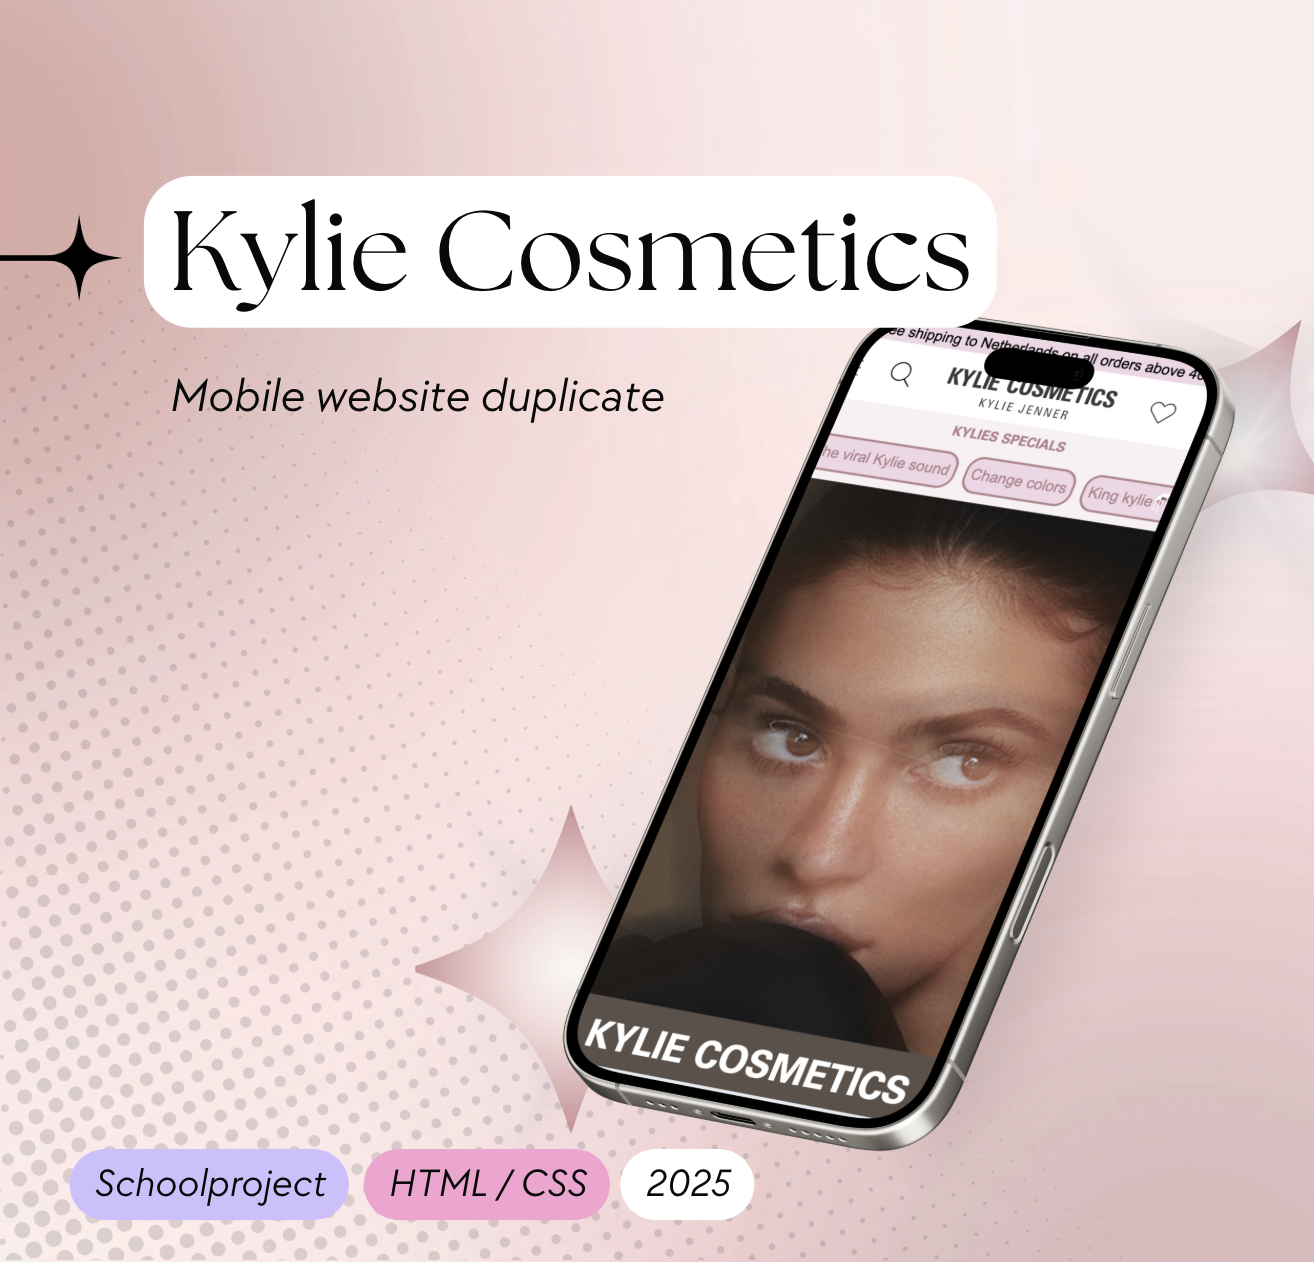 Kylie Cosmetics
Mobile website duplicate
shipping to Netherlands on all orders above
KYLIE COSMETICS
KYLIE JENNER
KYLIES SPECIALS
viral Kylie sound
Change colors
King kylie
KYLIE COSMETICS
Schoolproject
HTML / CSS
2025